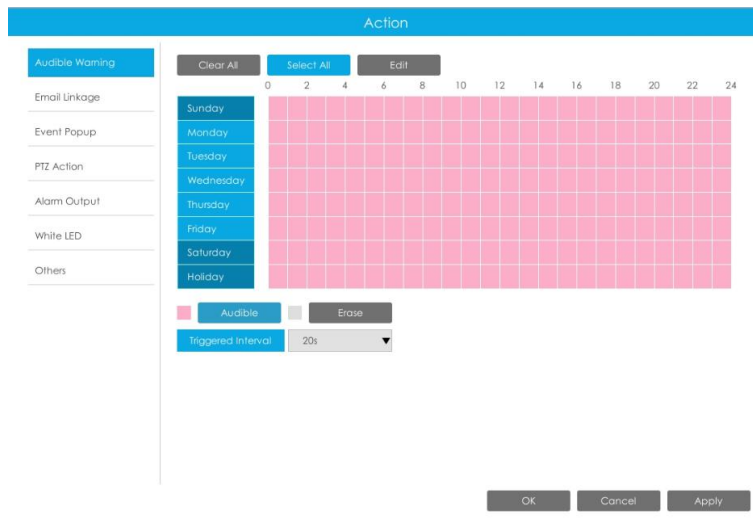 Action
Audible Warning
Email Linkage
Event Popup
PTZ Action
Alarm Output
White LED
Others
Clear All Select All Edit
0 2 4 6 8 10 12 14 16 18 20 22 24
Sunday
Monday
Tuesday
Wednesday
Thursday
Friday
Saturday
Holiday
Audible Erase
Triggered Interval 20s
OK Cancel Apply